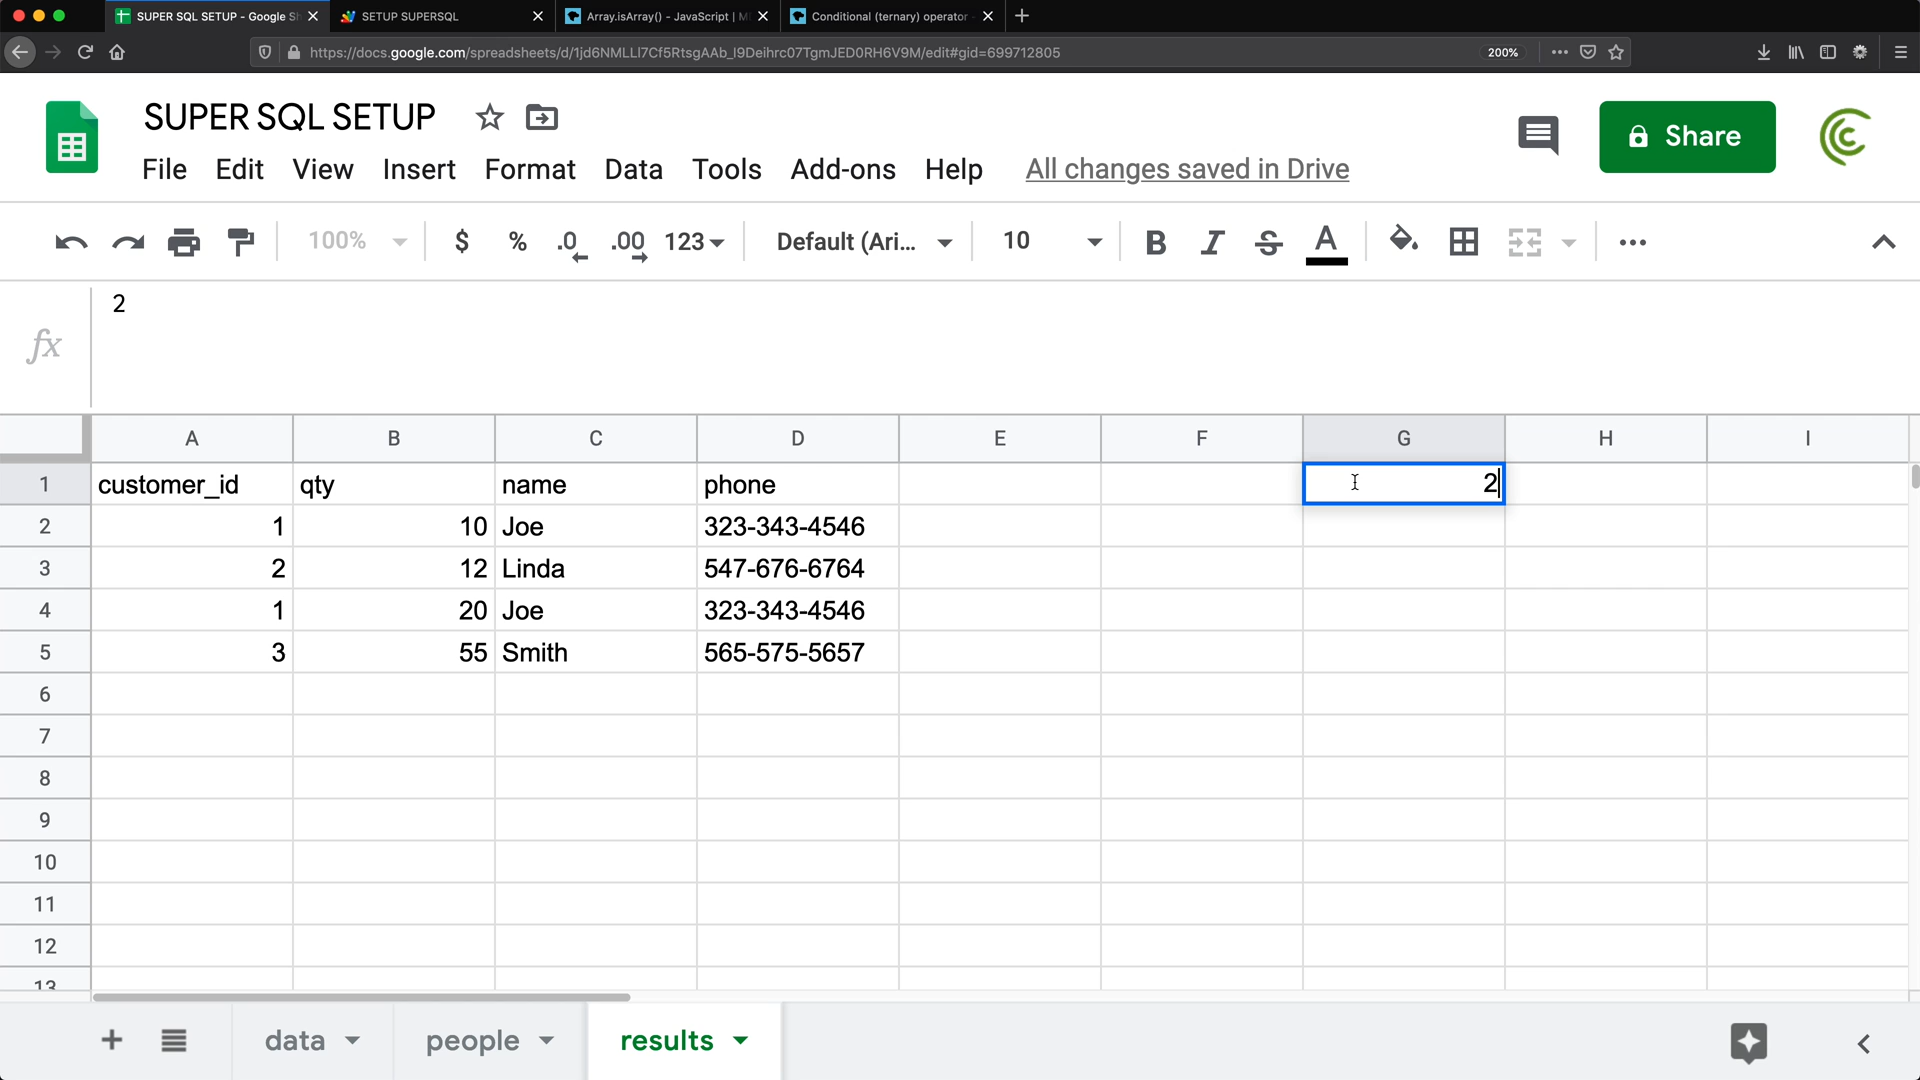 SUPER SQL SETUP - Google Sh
SETUP SUPERSQL
Array.isArray() - JavaScript | M
Conditional (ternary) operator -
https://docs.google.com/spreadsheets/d/1jd6NMLLl7Cf5RtsgAAb_I9Deihrc07TgmJED0RH6V9M/edit#gid=699712805
200%
SUPER SQL SETUP
Share
File Edit View Insert Format Data Tools Add-ons Help All changes saved in Drive
100% $ % .0 .00 123 Default (Ari... 10 B I S A
fx 2
A B C D E F G H I
1 customer_id qty name phone 2
2 1 10 Joe 323-343-4546
3 2 12 Linda 547-676-6764
4 1 20 Joe 323-343-4546
5 3 55 Smith 565-575-5657
6
7
8
9
10
11
12
13
data people results